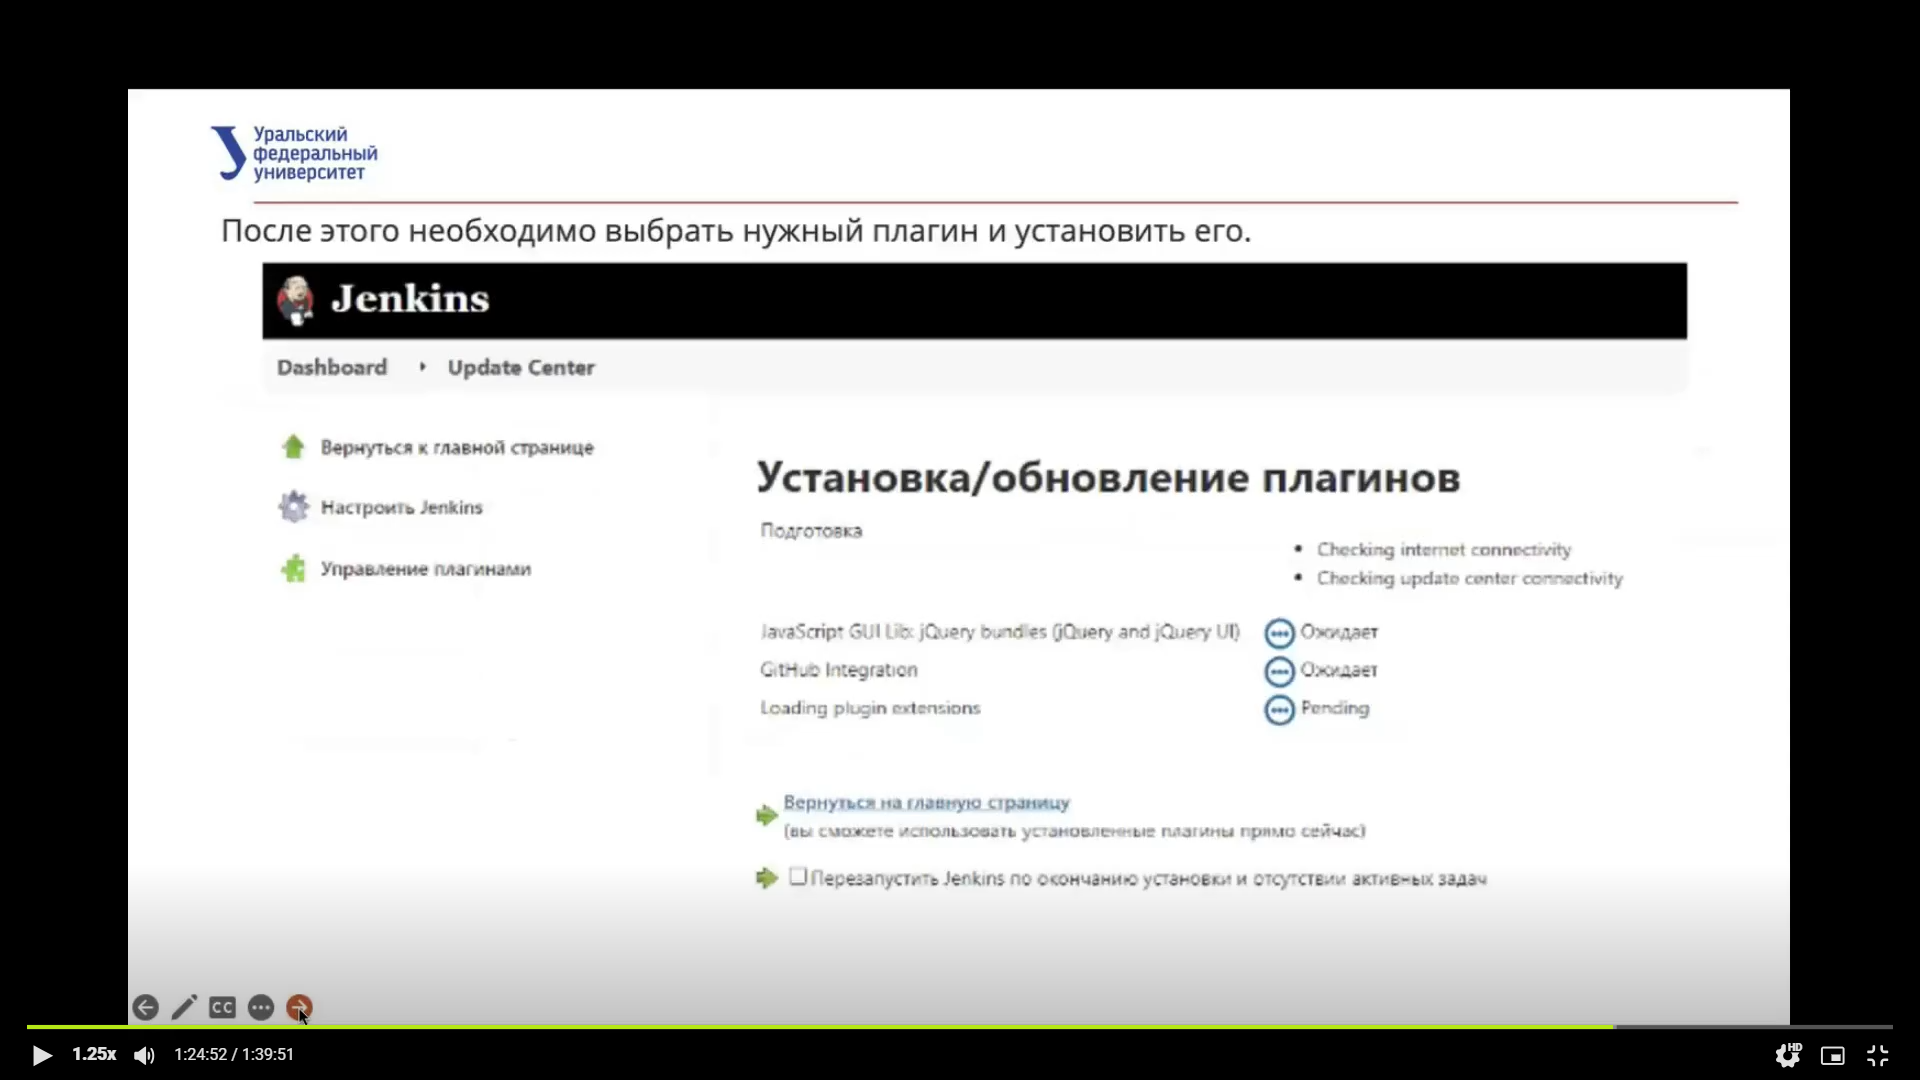 Уральский
федеральный
университет
После этого необходимо выбрать нужный плагин и установить его.
Jenkins
Dashboard
Update Center
Вернуться к главной странице
Настроить Jenkins
Управление плагинами
Установка/обновление плагинов
Подготовка
Checking internet connectivity
Checking update center connectivity
JavaScript GUI Lib: jQuery bundles (jQuery and jQuery UI)
Ожидает
GitHub Integration
Ожидает
Loading plugin extensions
Pending
Вернуться на главную страницу
(вы сможете использовать установленные плагины прямо сейчас)
Перезапустить Jenkins по окончанию установки и отсутствии активных задач
CC
1.25x
1:24:52 / 1:39:51
HD